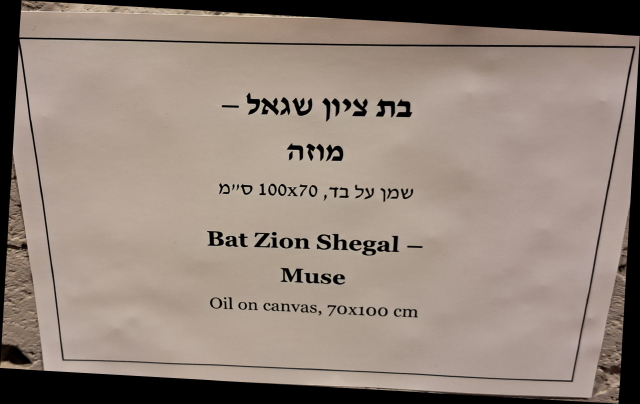 בת ציון שגאל –
מוזה
שמן על בד, 100x70 ס״מ
Bat Zion Shegal –
Muse
Oil on canvas, 70x100 cm